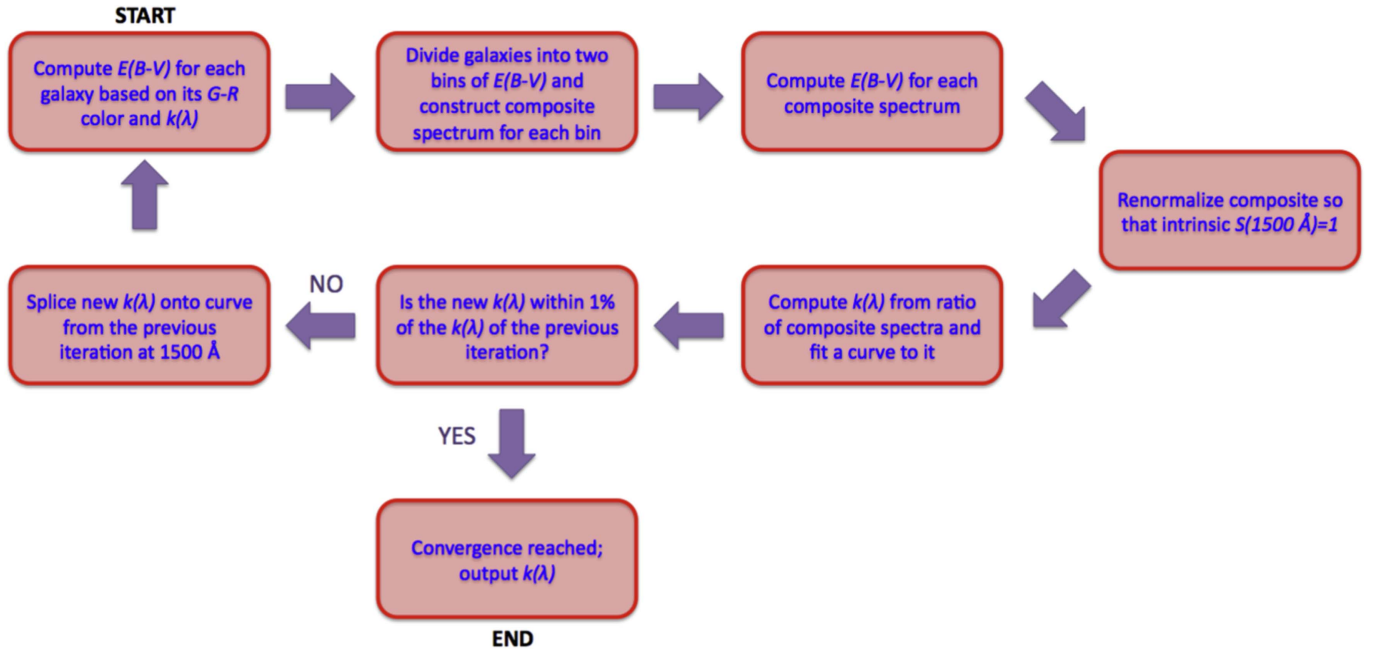 START
Compute E(B-V) for each
galaxy based on its G-R
color and k(λ)
Divide galaxies into two
bins of E(B-V) and
construct composite
spectrum for each bin
Compute E(B-V) for each
composite spectrum
Renormalize composite so
that intrinsic S(1500 Å)=1
Compute k(λ) from ratio
of composite spectra and
fit a curve to it
Is the new k(λ) within 1%
of the k(λ) of the previous
iteration?
NO
Splice new k(λ) onto curve
from the previous
iteration at 1500 Å
YES
Convergence reached;
output k(λ)
END